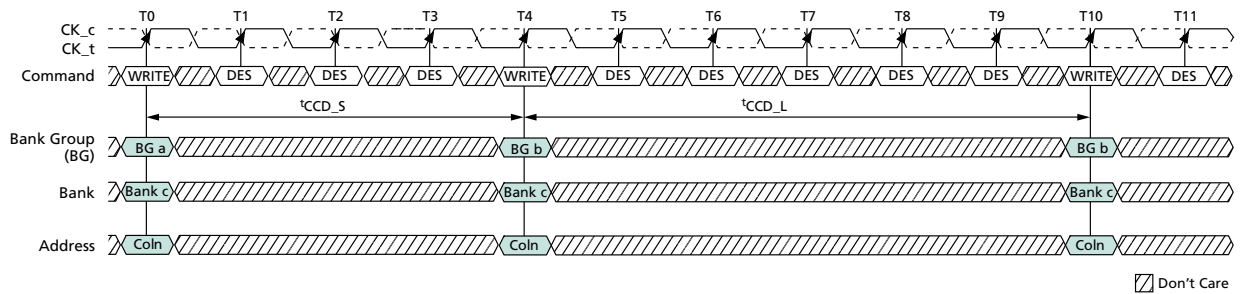 T0 T1 T2 T3 T4 T5 T6 T7 T8 T9 T10 T11
CK_c
CK_t
Command WRITE DES DES DES WRITE DES DES DES DES DES WRITE DES
tCCD_S tCCD_L
Bank Group
(BG) BG a BG b BG b
Bank Bank c Bank c Bank c
Address Coln Coln Coln
Don't Care